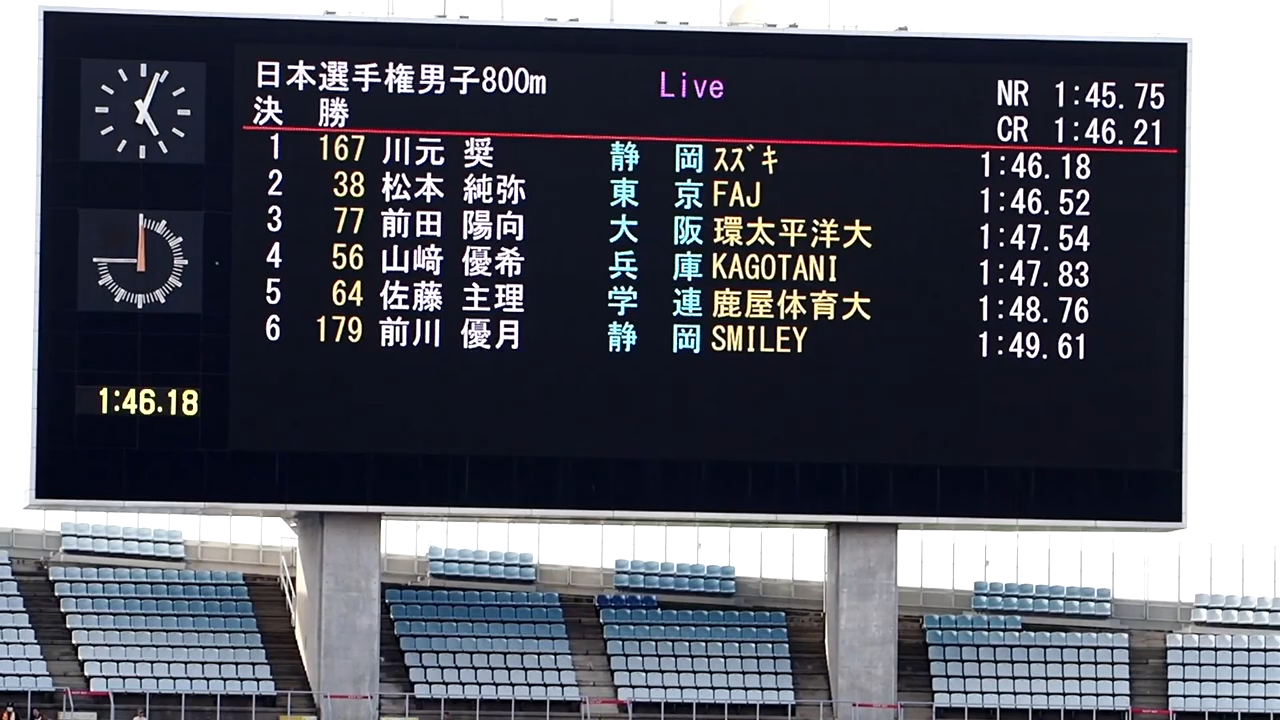 日本選手権男子800m Live NR 1:45.75
決 勝 CR 1:46.21
1 167 川元 奨 静 岡 スズキ 1:46.18
2 38 松本 純弥 東 京 FAJ 1:46.52
3 77 前田 陽向 大 阪 環太平洋大 1:47.54
4 56 山﨑 優希 兵 庫 KAGOTANI 1:47.83
5 64 佐藤 主理 学 連 鹿屋体育大 1:48.76
6 179 前川 優月 静 岡 SMILEY 1:49.61
1:46.18